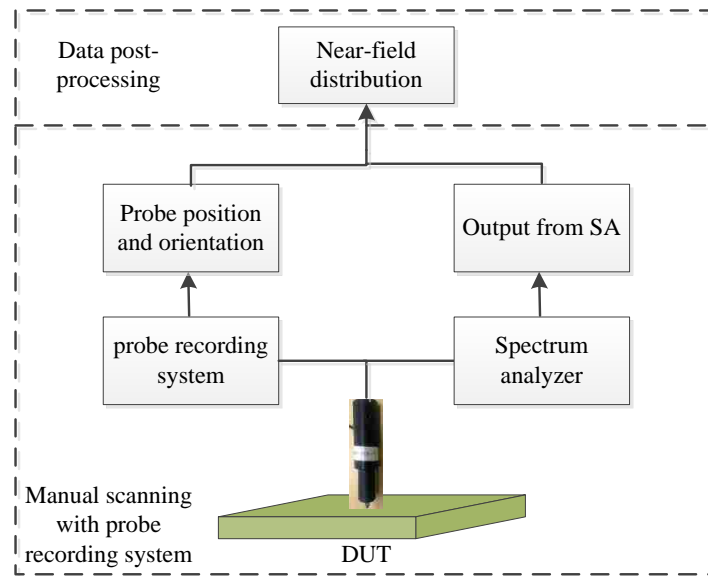 Data post-
processing
Near-field
distribution
Probe position
and orientation
Output from SA
probe recording
system
Spectrum
analyzer
Manual scanning
with probe
recording system
DUT